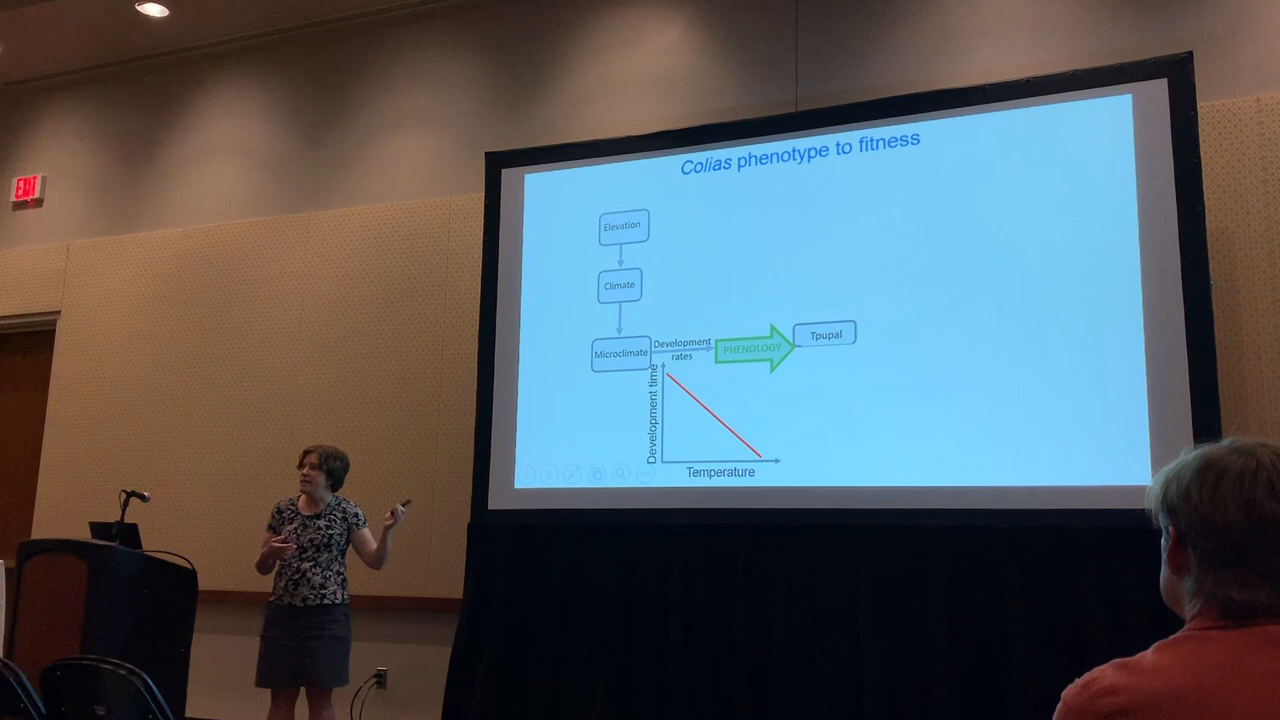 EXIT
Colias phenotype to fitness
Elevation
Climate
Microclimate
Development
rates
PHENOLOGY
Tpupal
Development time
Temperature